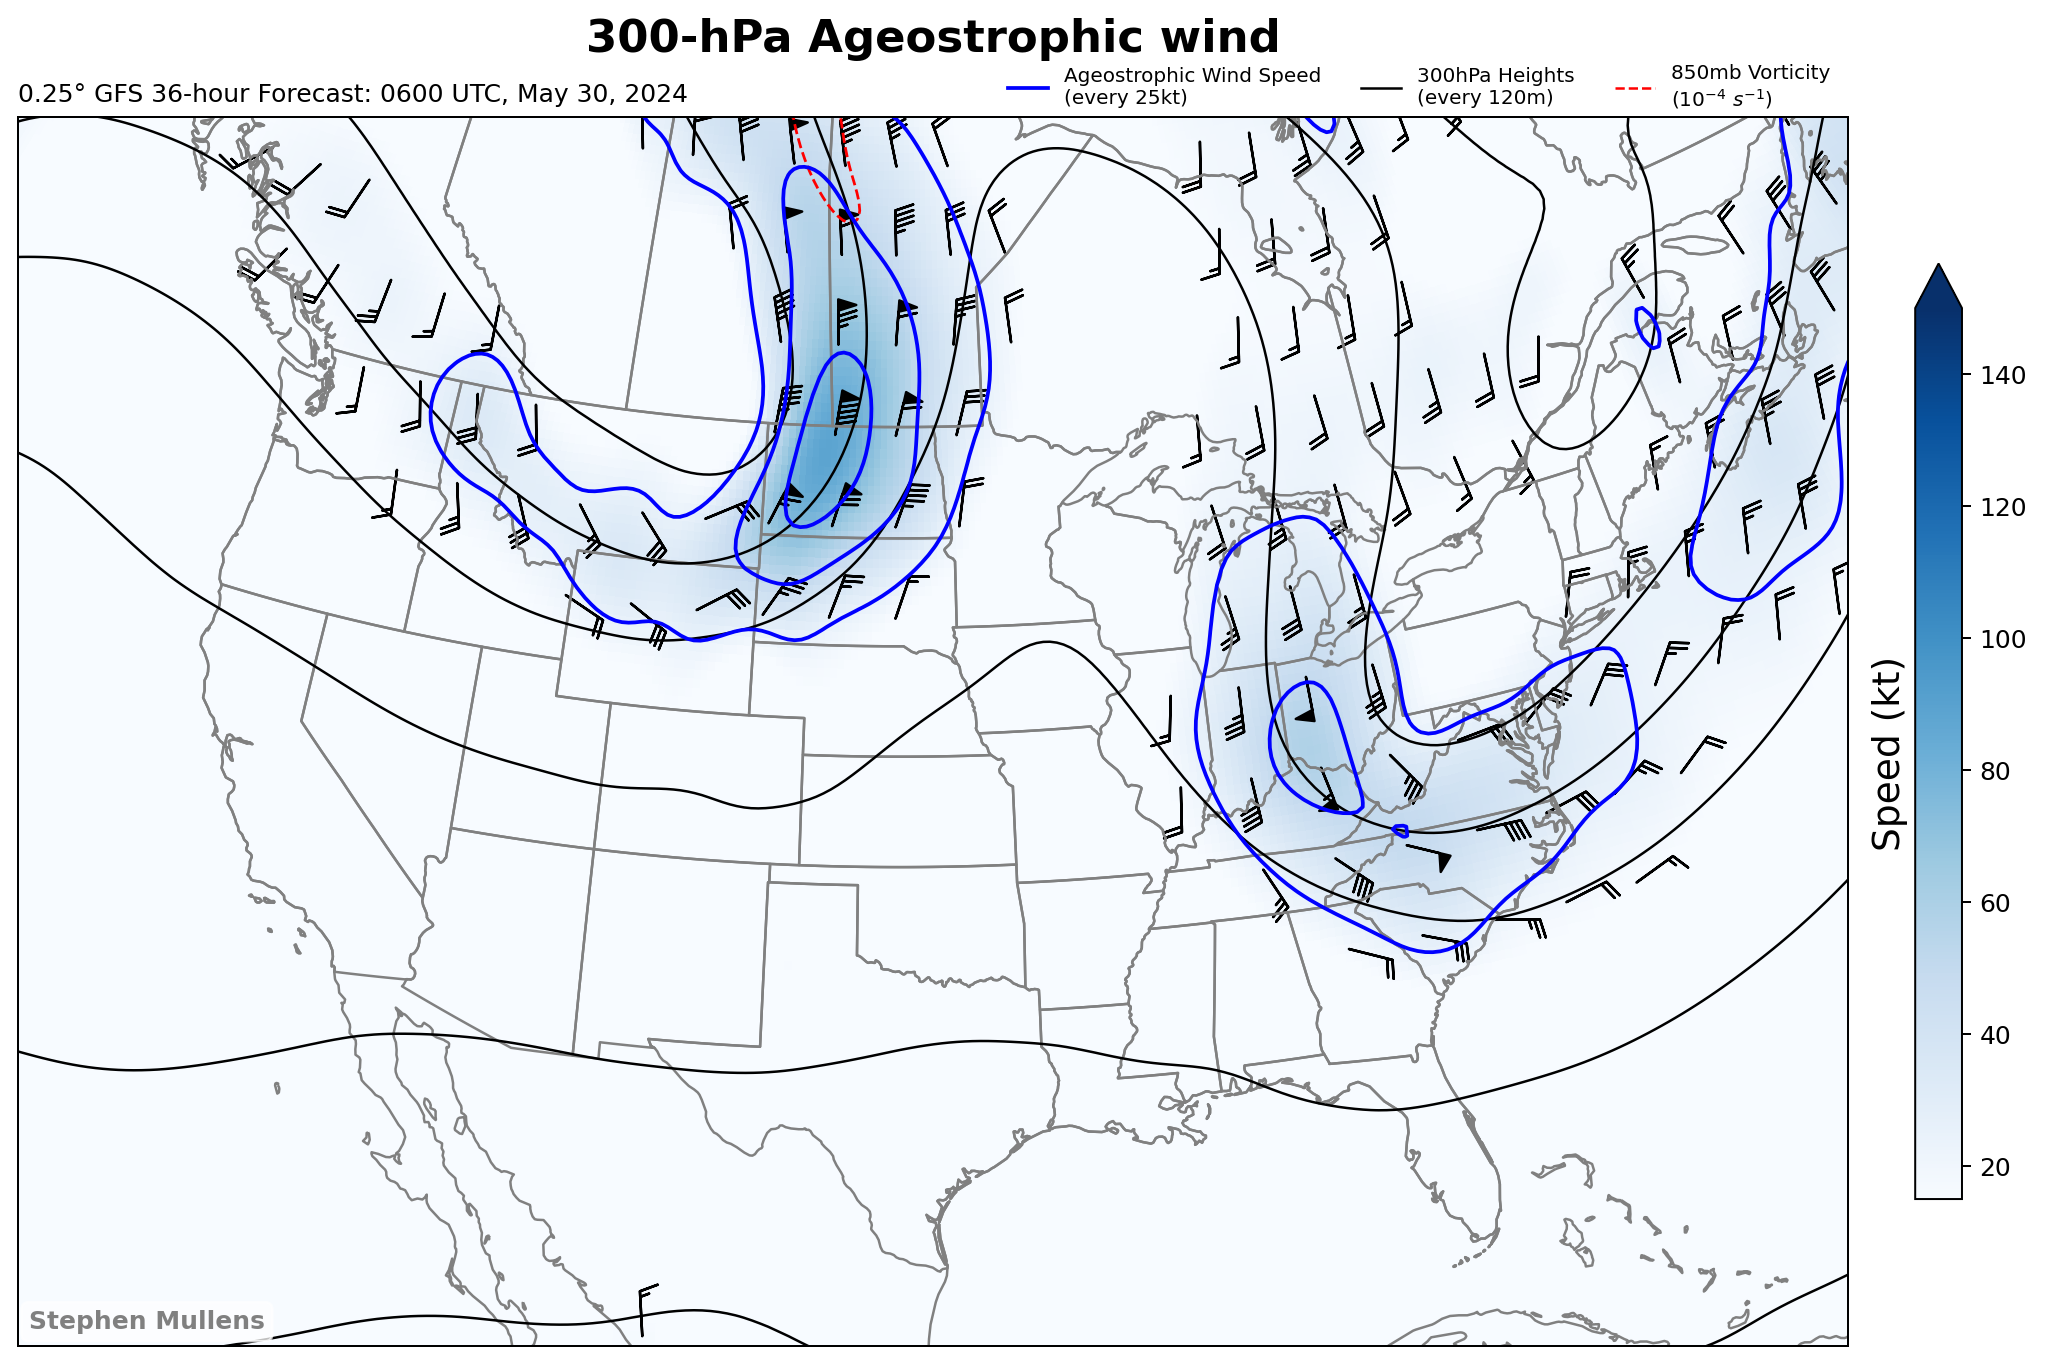 300-hPa Ageostrophic wind
0.25° GFS 36-hour Forecast: 0600 UTC, May 30, 2024
Ageostrophic Wind Speed
(every 25kt)
300hPa Heights
(every 120m)
850mb Vorticity
(10⁻⁴ s⁻¹)
140
120
100
80
60
40
20
Speed (kt)
Stephen Mullens